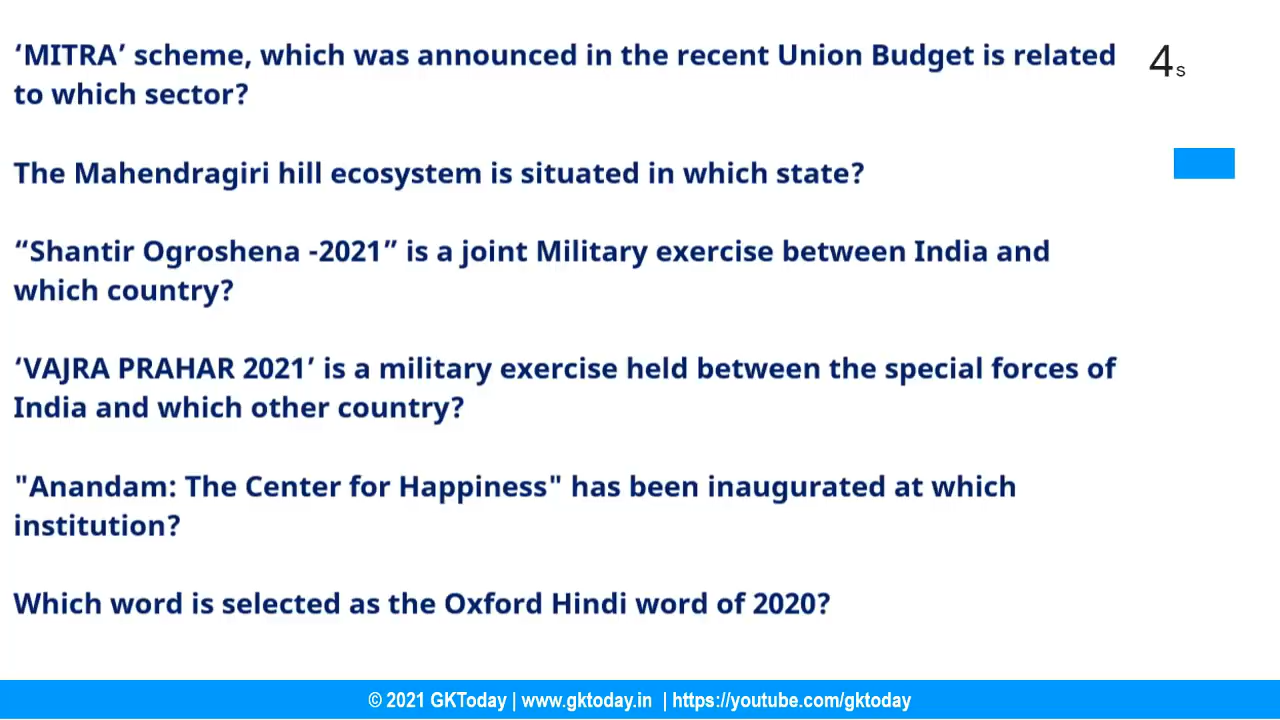 ‘MITRA’ scheme, which was announced in the recent Union Budget is related
to which sector?
4s
The Mahendragiri hill ecosystem is situated in which state?
“Shantir Ogroshena -2021” is a joint Military exercise between India and
which country?
‘VAJRA PRAHAR 2021’ is a military exercise held between the special forces of
India and which other country?
"Anandam: The Center for Happiness" has been inaugurated at which
institution?
Which word is selected as the Oxford Hindi word of 2020?
© 2021 GKToday | www.gktoday.in | https://youtube.com/gktoday